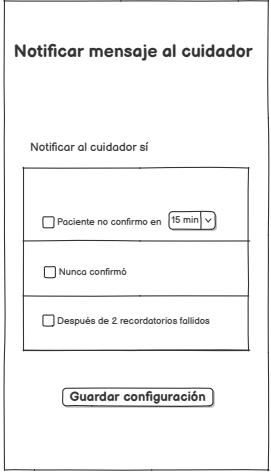 Notificar mensaje al cuidador
Notificar al cuidador sí
Paciente no confirmo en 15 min
Nunca confirmó
Después de 2 recordatorios fallidos
Guardar configuración